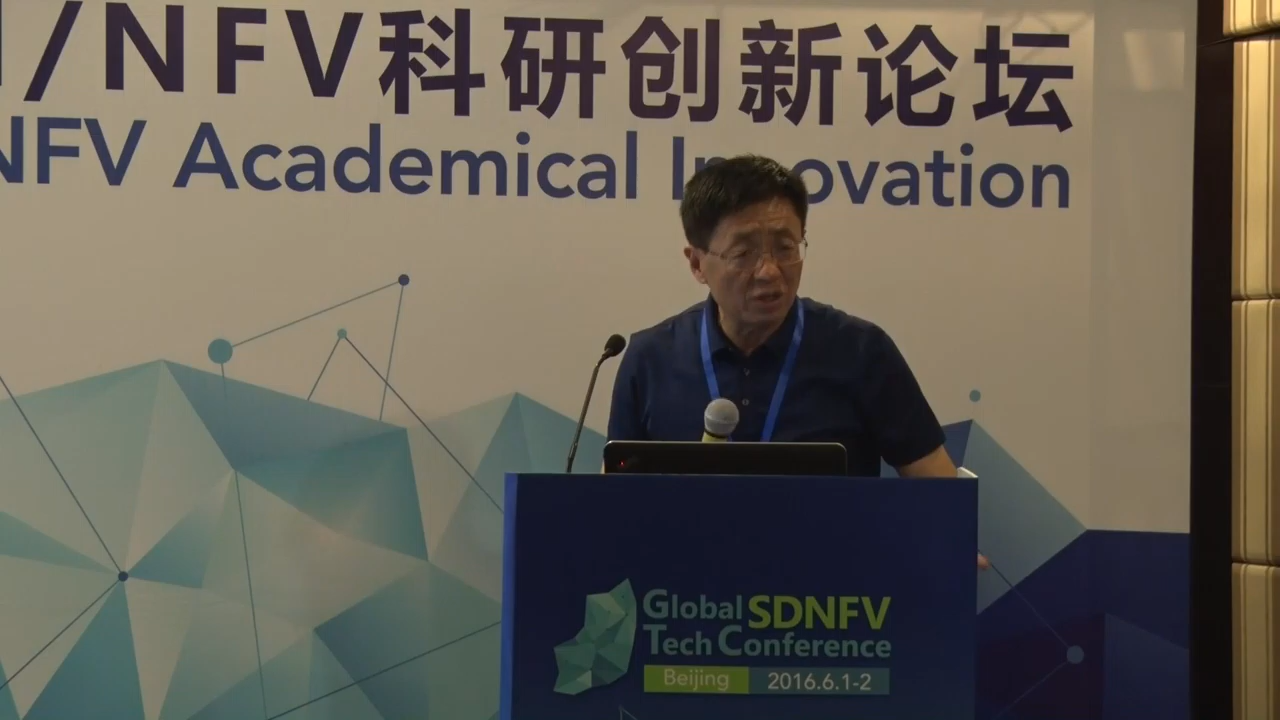 /NFV科研创新论坛
NFV Academical Innovation
Global SDNFV
Tech Conference
Beijing 2016.6.1-2